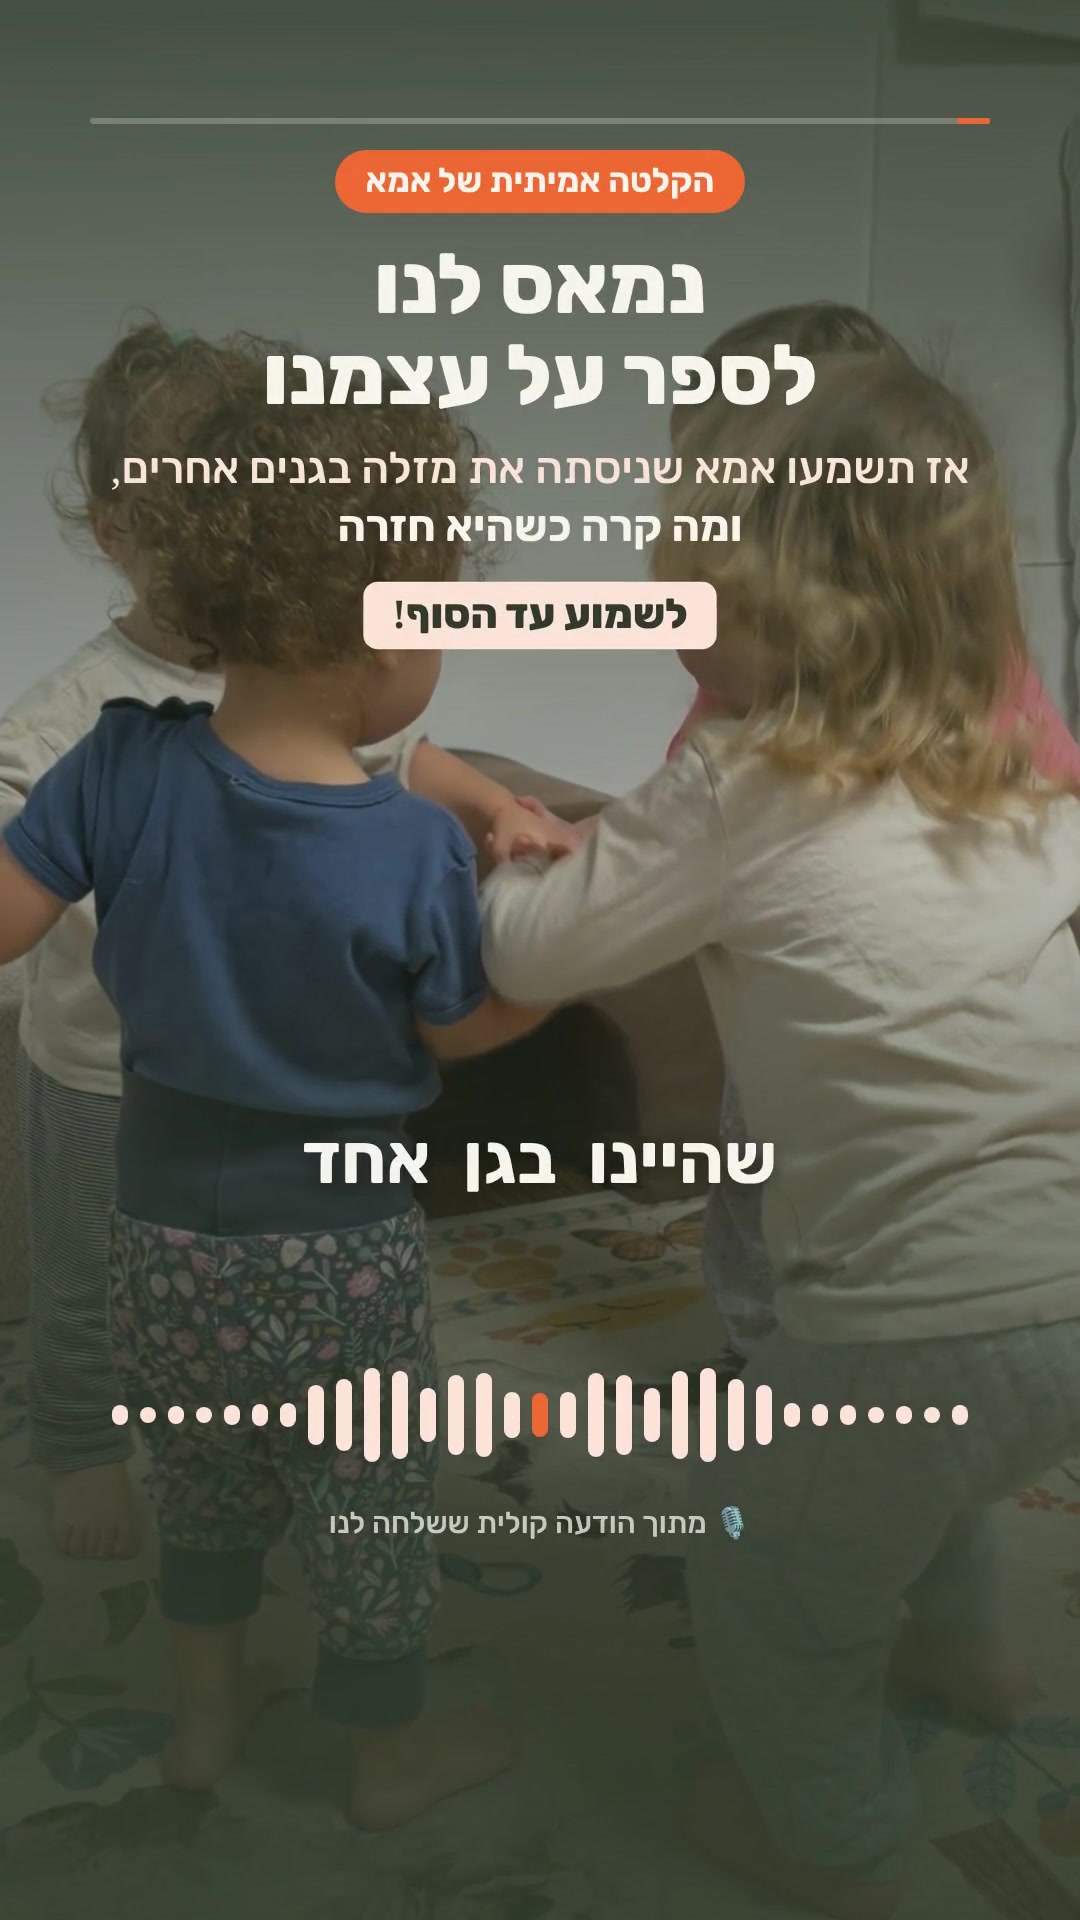 הקלטה אמיתית של אמא
נמאס לנו
לספר על עצמנו
אז תשמעו אמא שניסתה את מזלה בגנים אחרים,
ומה קרה כשהיא חזרה
לשמוע עד הסוף!
שהיינו בגן אחד
מתוך הודעה קולית ששלחה לנו